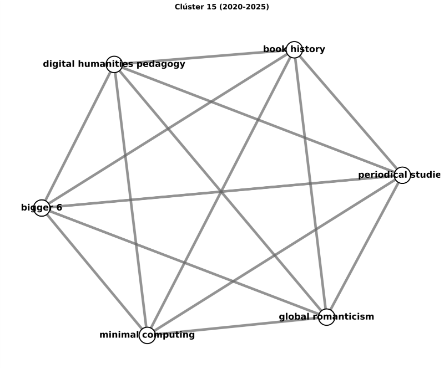 Clúster 15 (2020-2025)
book history
digital humanities pedagogy
periodical studie
bigger 6
global romanticism
minimal computing